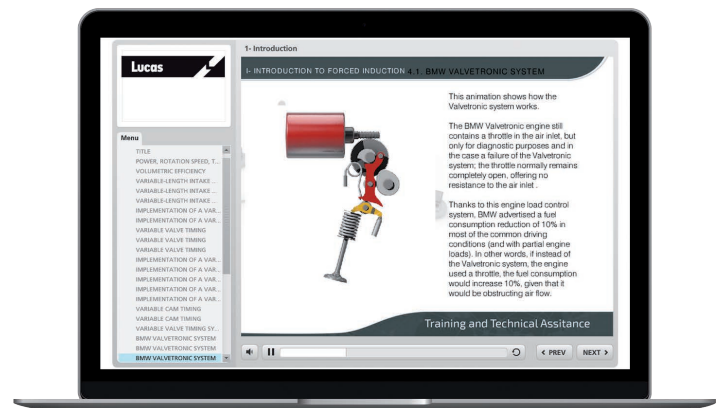 Lucas
Menu
TITLE
POWER, ROTATION SPEED, T...
VOLUMETRIC EFFICIENCY
VARIABLE-LENGTH INTAKE ...
VARIABLE-LENGTH INTAKE ...
VARIABLE-LENGTH INTAKE ...
IMPLEMENTATION OF A VAR...
IMPLEMENTATION OF A VAR...
VARIABLE VALVE TIMING
VARIABLE VALVE TIMING
VARIABLE VALVE TIMING
IMPLEMENTATION OF A VAR...
IMPLEMENTATION OF A VAR...
IMPLEMENTATION OF A VAR...
IMPLEMENTATION OF A VAR...
IMPLEMENTATION OF A VAR...
VARIABLE CAM TIMING
VARIABLE CAM TIMING
VARIABLE VALVE TIMING SY...
BMW VALVETRONIC SYSTEM
BMW VALVETRONIC SYSTEM
BMW VALVETRONIC SYSTEM
1- Introduction
I- INTRODUCTION TO FORCED INDUCTION 4.1. BMW VALVETRONIC SYSTEM
This animation shows how the
Valvetronic system works.
The BMW Valvetronic engine still
contains a throttle in the air inlet, but
only for diagnostic purposes and in
the case a failure of the Valvetronic
system; the throttle normally remains
completely open, offering no
resistance to the air inlet .
Thanks to this engine load control
system, BMW advertised a fuel
consumption reduction of 10% in
most of the common driving
conditions (and with partial engine
loads). In other words, if instead of
the Valvetronic system, the engine
used a throttle, the fuel consumption
would increase 10%, given that it
would be obstructing air flow.
Training and Technical Assitance
PREV
NEXT